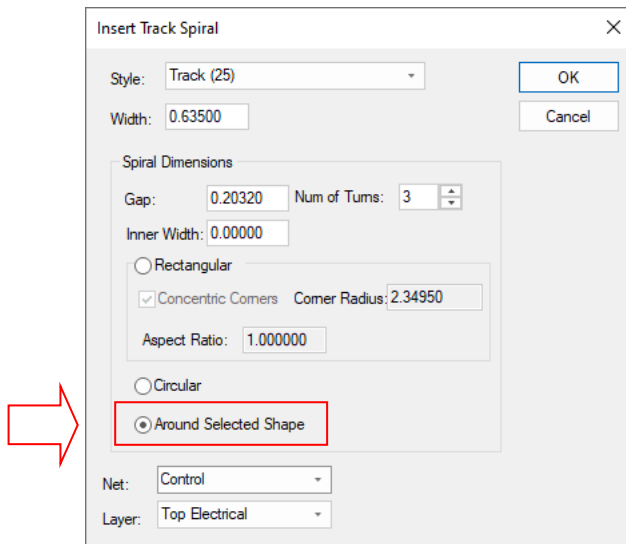 Insert Track Spiral
Style: Track (25)
OK
Width: 0.63500
Cancel
Spiral Dimensions
Gap: 0.20320 Num of Turns: 3
Inner Width: 0.00000
Rectangular
Concentric Corners Corner Radius: 2.34950
Aspect Ratio: 1.000000
Circular
Around Selected Shape
Net: Control
Layer: Top Electrical